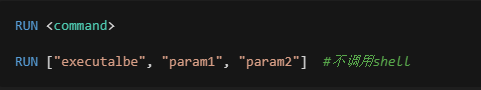 RUN <command>
RUN ["executalbe", "param1", "param2"]  #不调用shell